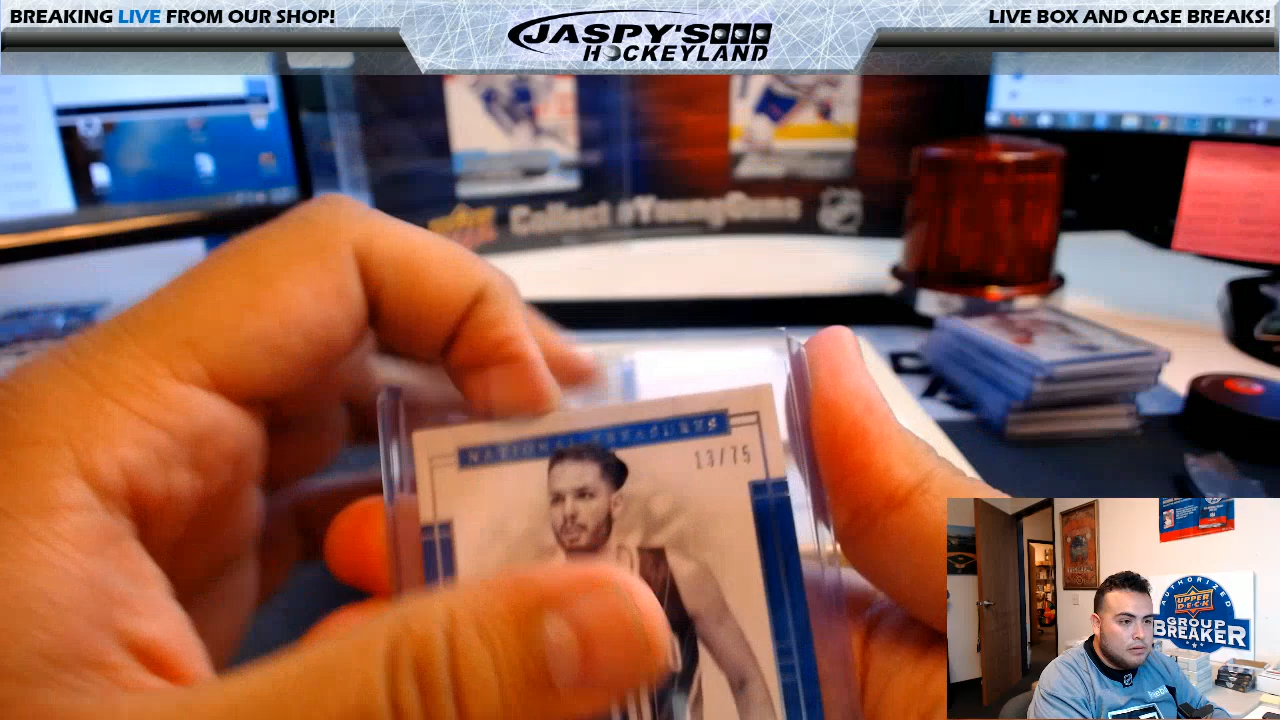 BREAKING LIVE FROM OUR SHOP!
JASPY'S
HOCKEYLAND
LIVE BOX AND CASE BREAKS!
Collect #YoungGuns
NATIONAL TREASURES
13/75
AUTHORIZED
UPPER
DECK
GROUP
BREAKER